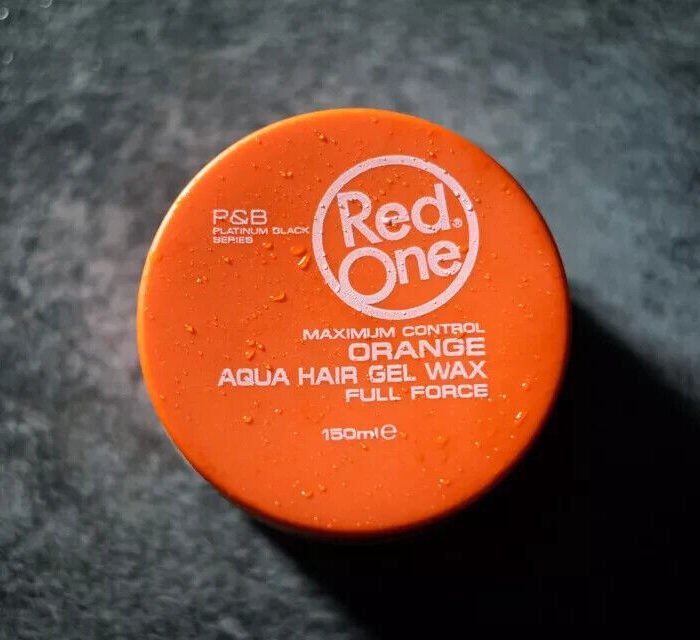 P&B
PLATINUM BLACK
SERIES
Red®
One
MAXIMUM CONTROL
ORANGE
AQUA HAIR GEL WAX
FULL FORCE
150ml℮